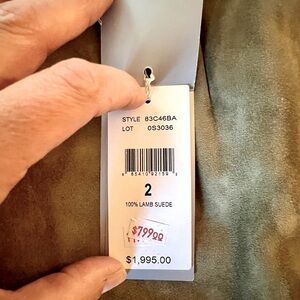 STYLE 83C46BA
LOT 0S3036
2
100% LAMB SUEDE
$799.00
$1,995.00